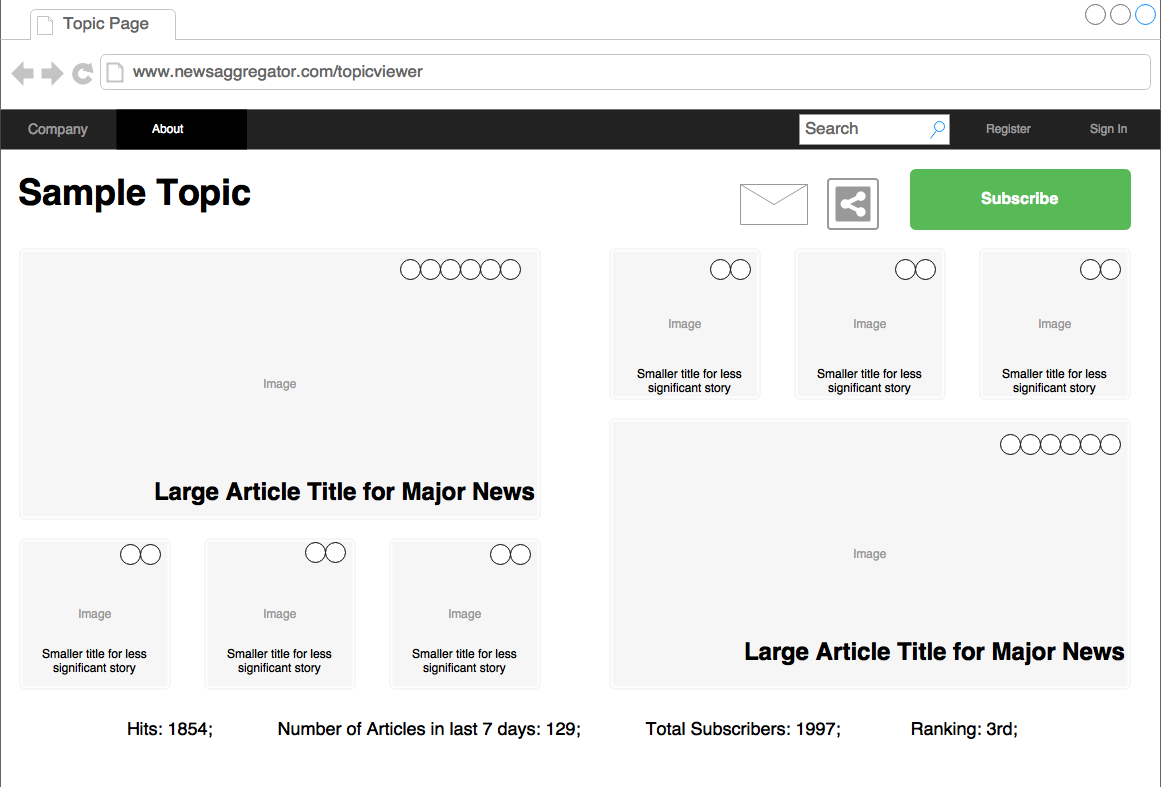 Topic Page
www.newsaggregator.com/topicviewer
Company
About
Search
Register
Sign In
Sample Topic
Subscribe
Image
Large Article Title for Major News
Image
Smaller title for less
significant story
Image
Smaller title for less
significant story
Image
Smaller title for less
significant story
Image
Smaller title for less
significant story
Image
Smaller title for less
significant story
Image
Smaller title for less
significant story
Image
Large Article Title for Major News
Hits: 1854;
Number of Articles in last 7 days: 129;
Total Subscribers: 1997;
Ranking: 3rd;